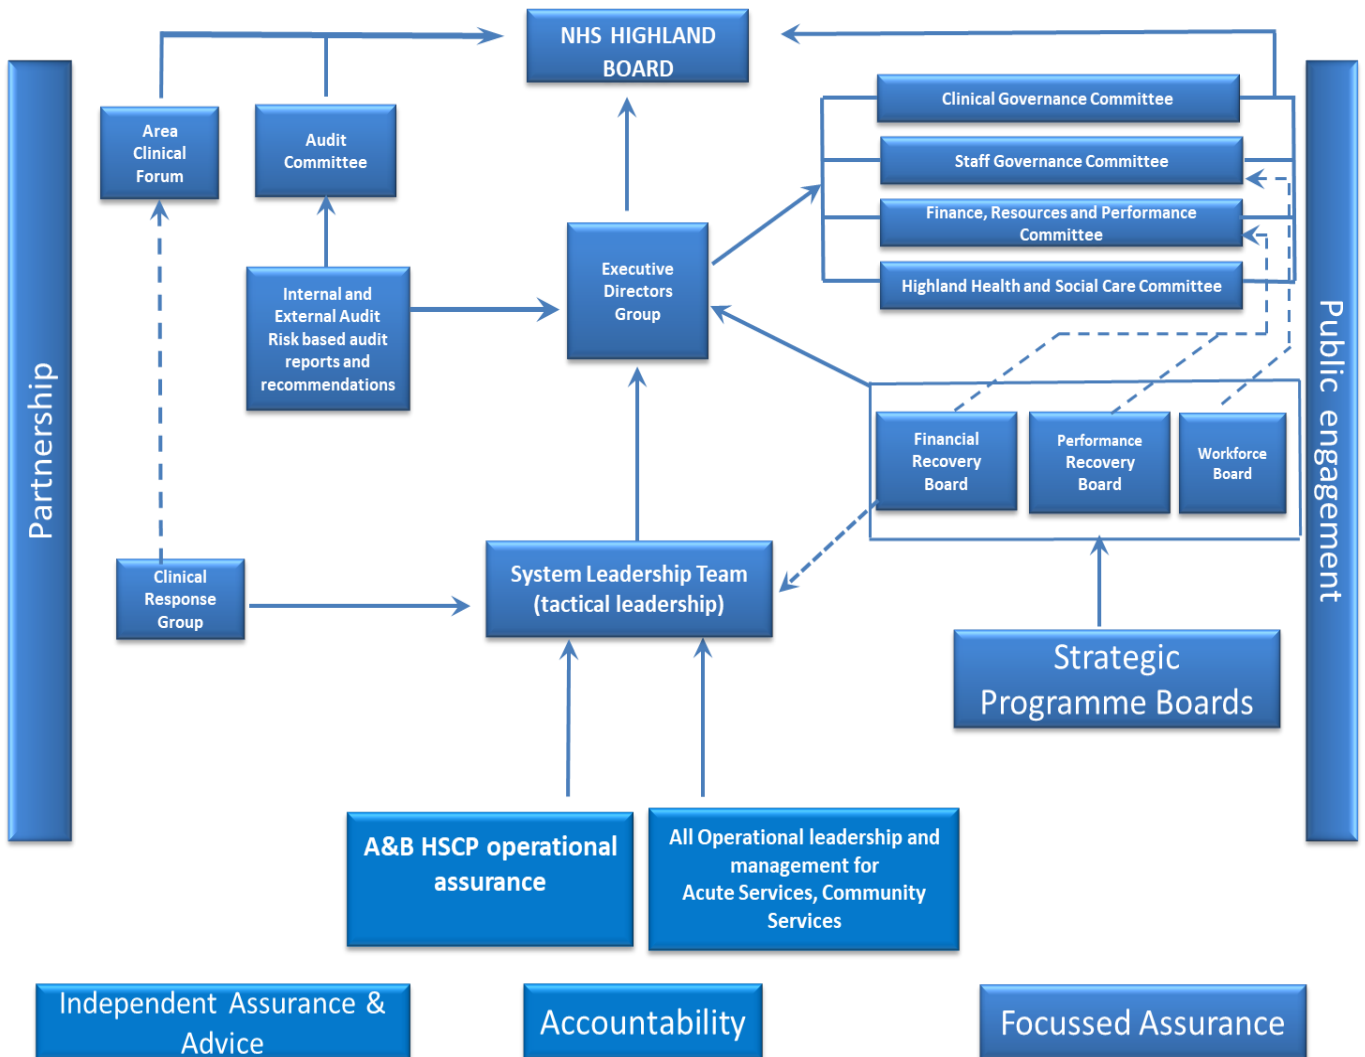 NHS HIGHLAND
BOARD
Partnership
Area
Clinical
Forum
Audit
Committee
Internal and
External Audit
Risk based audit
reports and
recommendations
Executive
Directors
Group
Clinical Governance Committee
Staff Governance Committee
Finance, Resources and Performance
Committee
Highland Health and Social Care Committee
Public engagement
Financial
Recovery
Board
Performance
Recovery
Board
Workforce
Board
Clinical
Response
Group
System Leadership Team
(tactical leadership)
Strategic
Programme Boards
A&B HSCP operational
assurance
All Operational leadership and
management for
Acute Services, Community
Services
Independent Assurance &
Advice
Accountability
Focussed Assurance